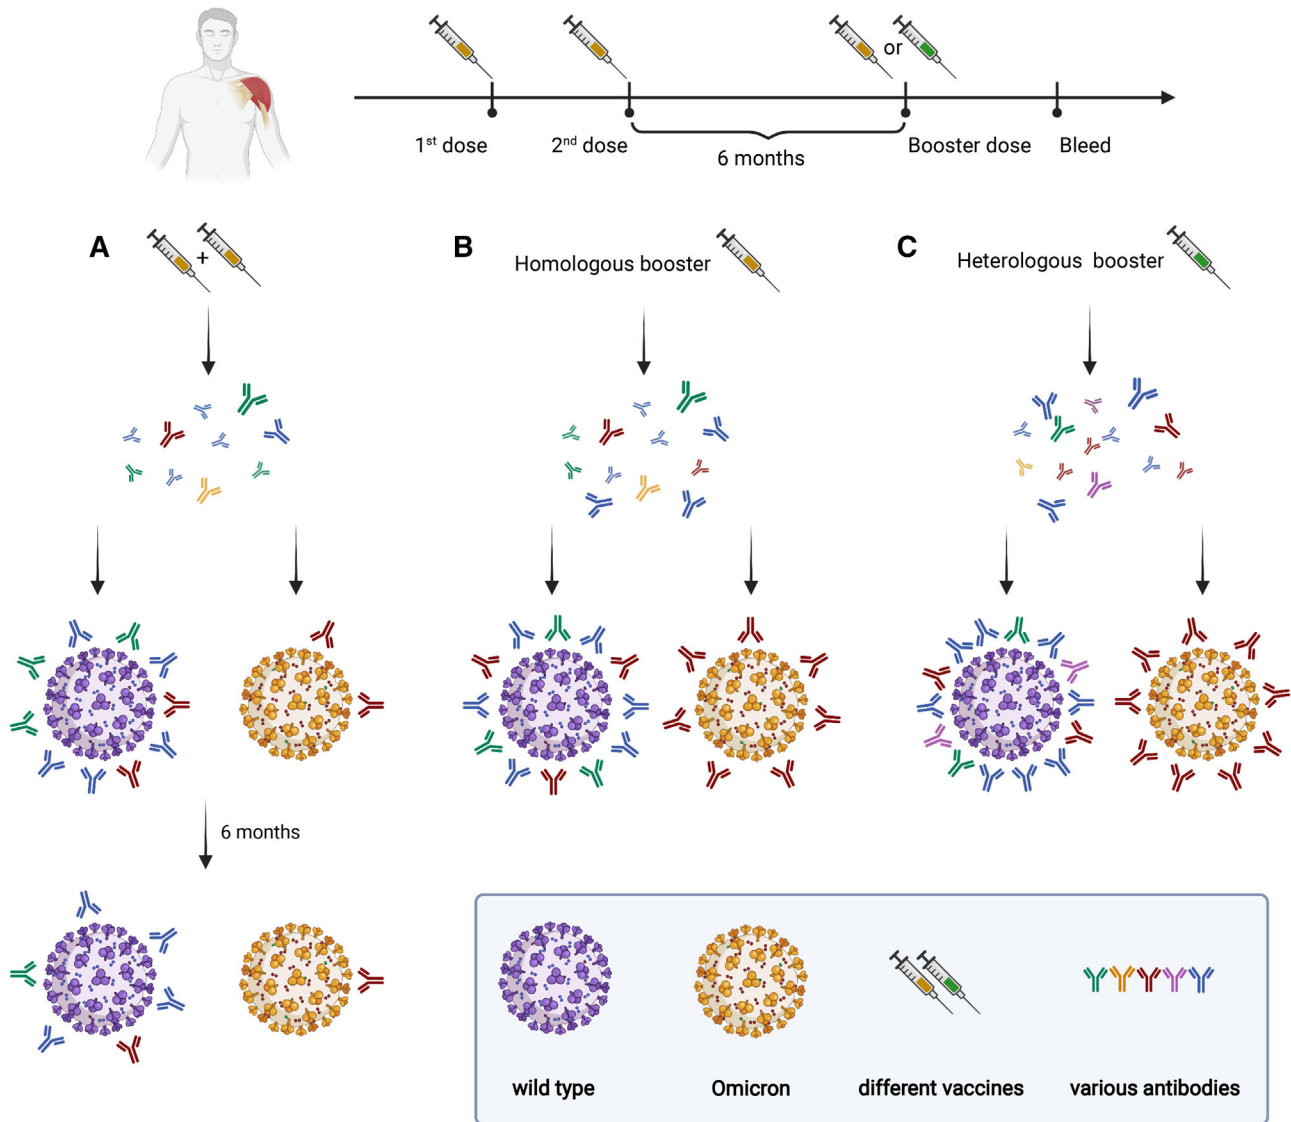 or
1st dose
2nd dose
6 months
Booster dose
Bleed
A
+
B
Homologous booster
C
Heterologous booster
6 months
wild type
Omicron
different vaccines
various antibodies